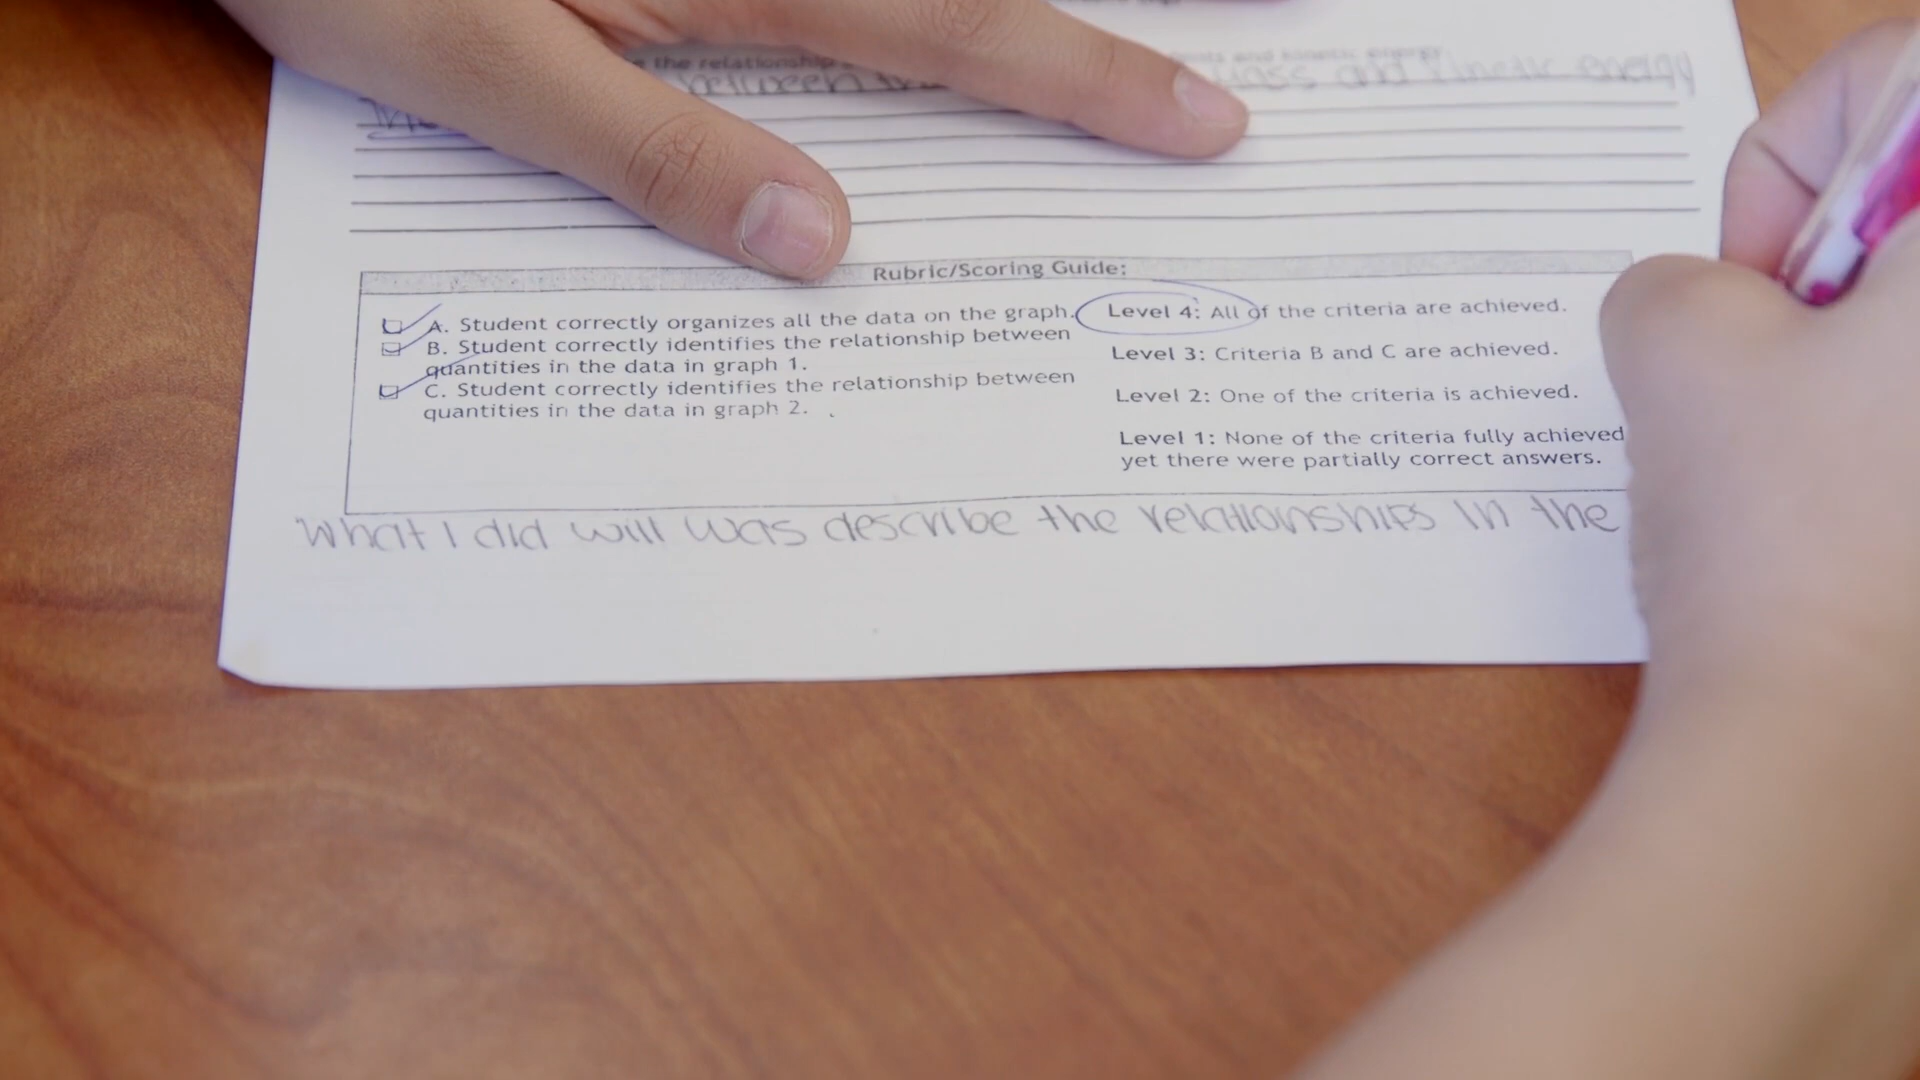 the relationship
and kinetic energy
between
mass and kinetic energy
The
Rubric/Scoring Guide:
A. Student correctly organizes all the data on the graph.
B. Student correctly identifies the relationship between
quantities in the data in graph 1.
C. Student correctly identifies the relationship between
quantities in the data in graph 2.
Level 4: All of the criteria are achieved.
Level 3: Criteria B and C are achieved.
Level 2: One of the criteria is achieved.
Level 1: None of the criteria fully achieved
yet there were partially correct answers.
What I did will was describe the relationships in the